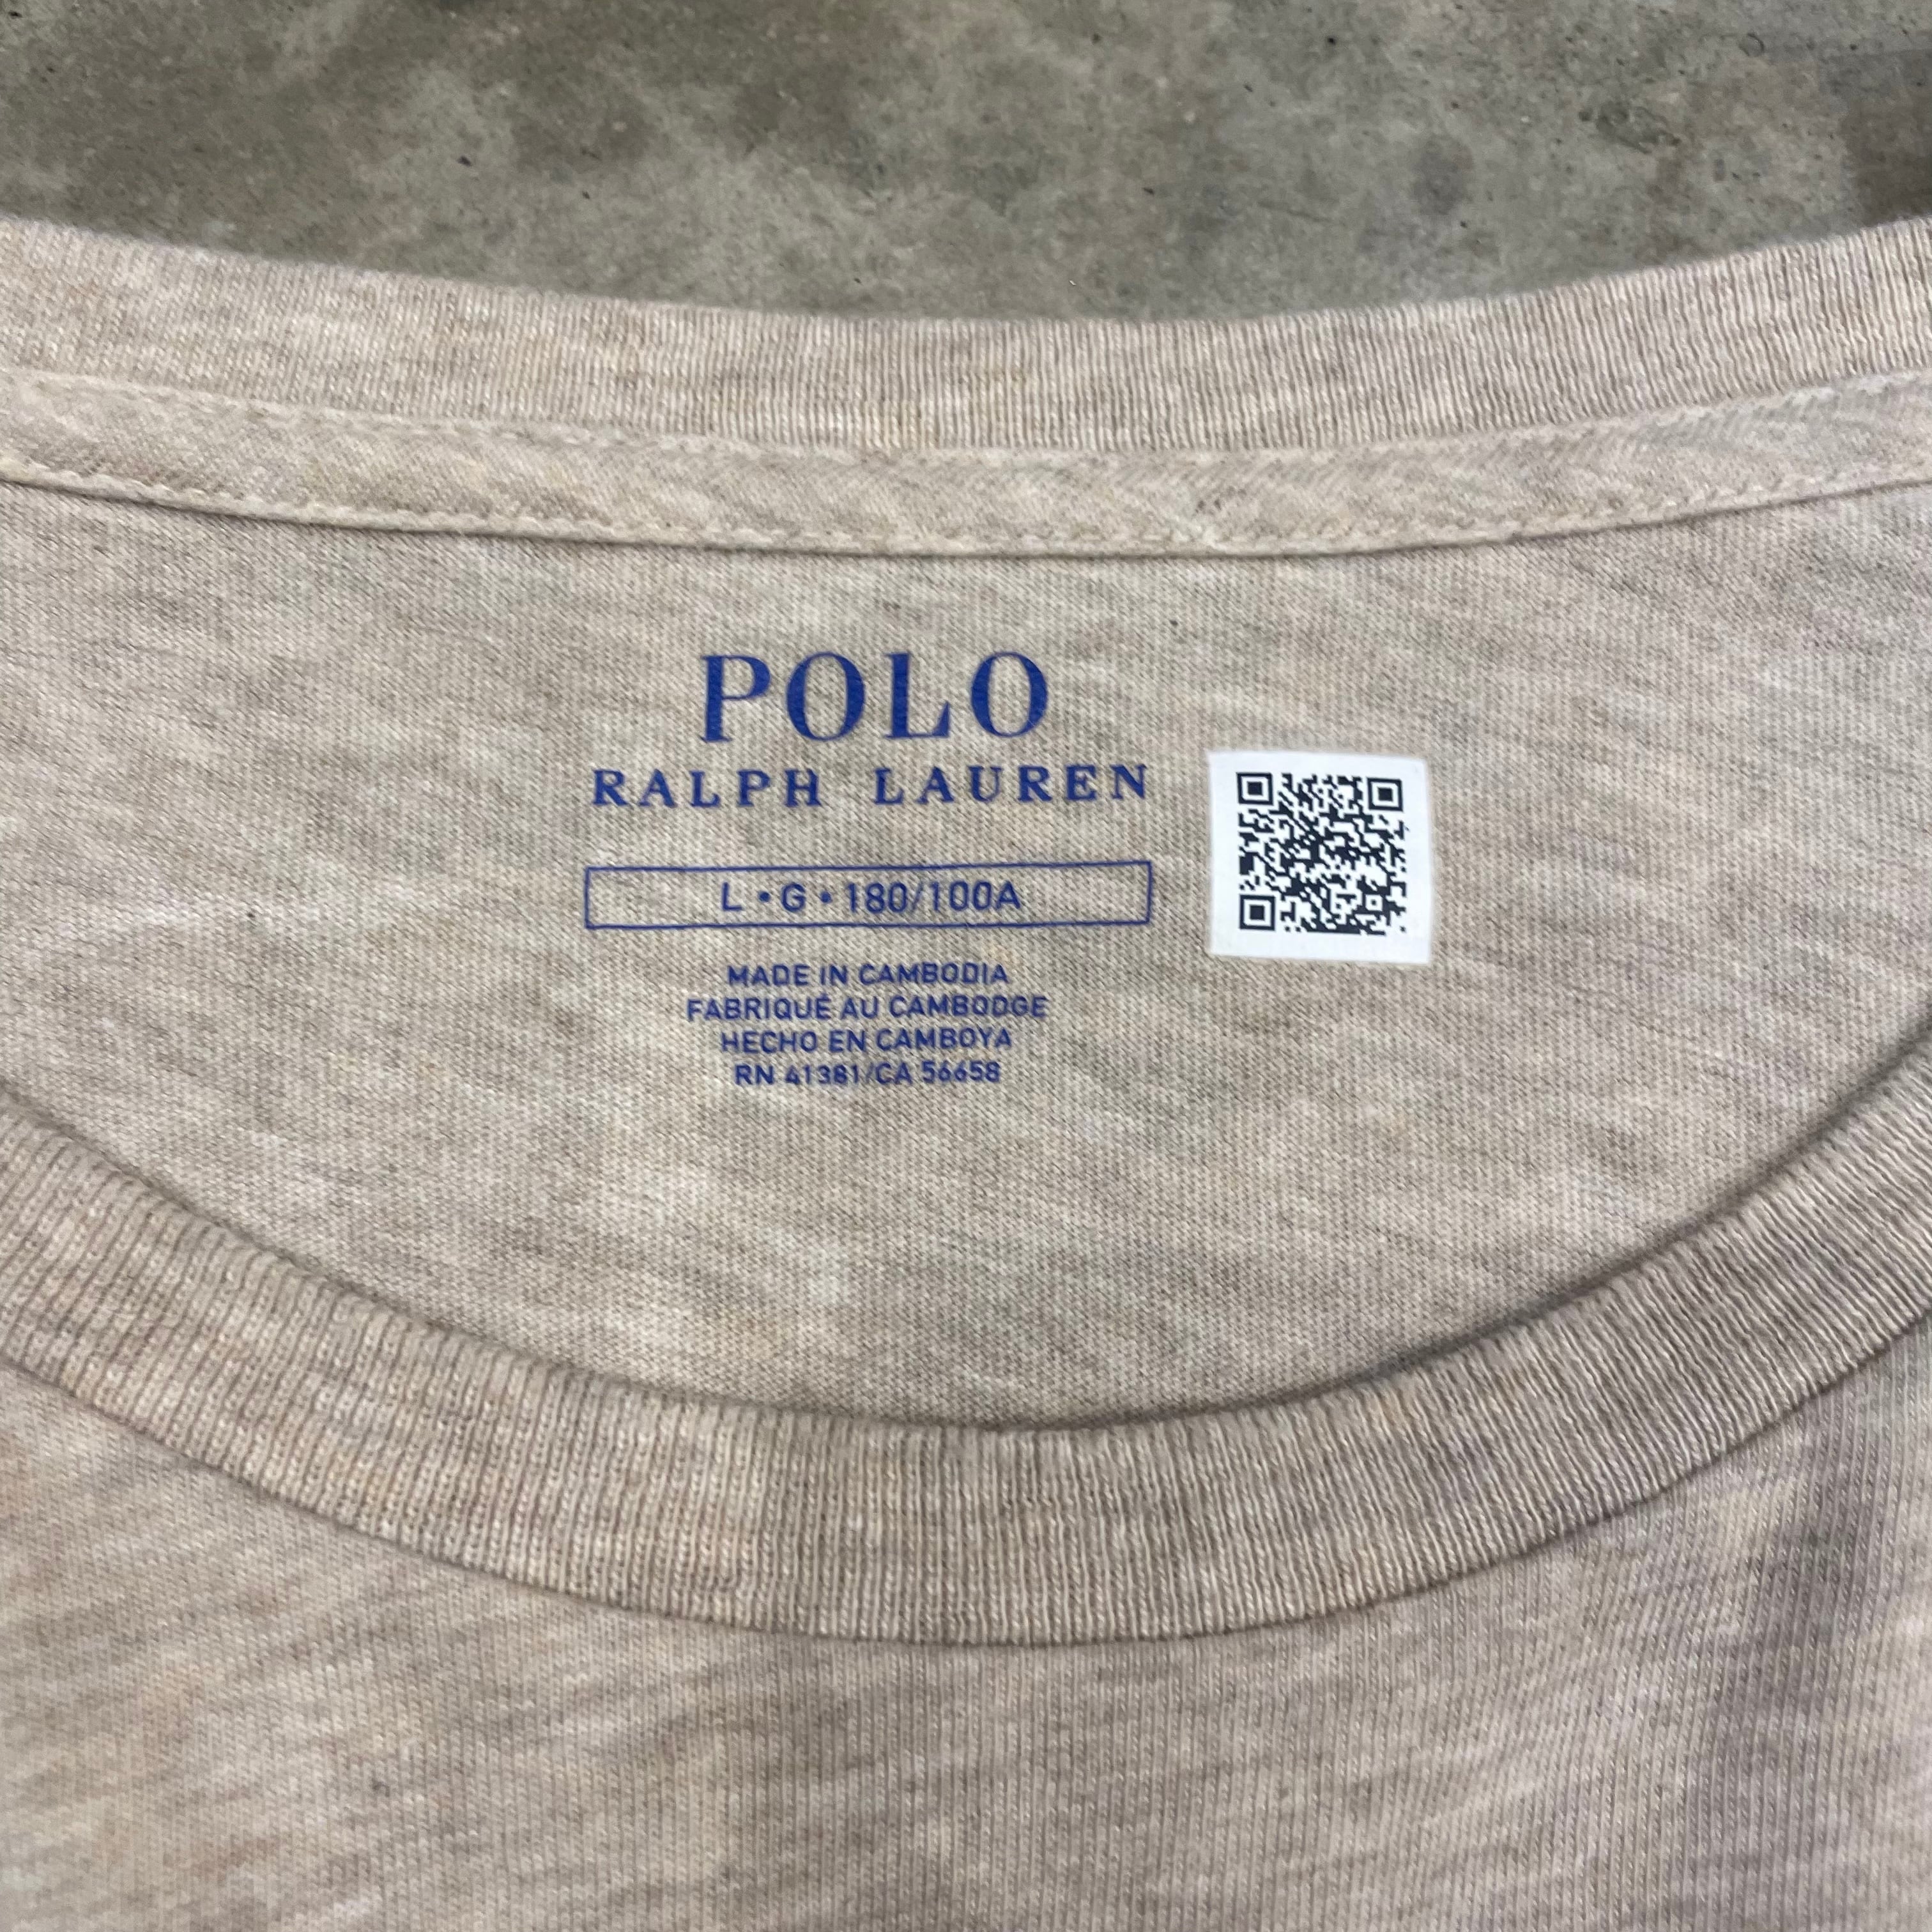 POLO
RALPH LAUREN
L • G • 180/100A
MADE IN CAMBODIA
FABRIQUÉ AU CAMBODGE
HECHO EN CAMBOYA
RN 41381/CA 56658